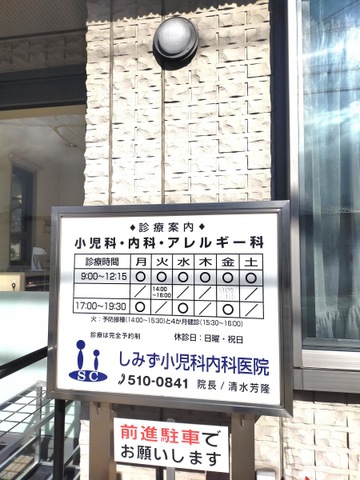 ◆診療案内◆
小児科・内科・アレルギー科
診療時間 月 火 水 木 金 土
9:00〜12:15 ○ ○ ○ ○ ○ ○
14:00〜16:00 ／ ／ ／
17:00〜19:30 ○ ／ ○ ○ ○ ／
火：予防接種(14:00〜15:30)と4か月健診(15:30〜16:00)
診療は完全予約制 休診日：日曜・祝日
SC しみず小児科内科医院
510-0841 院長／清水芳隆
前進駐車で
お願いします